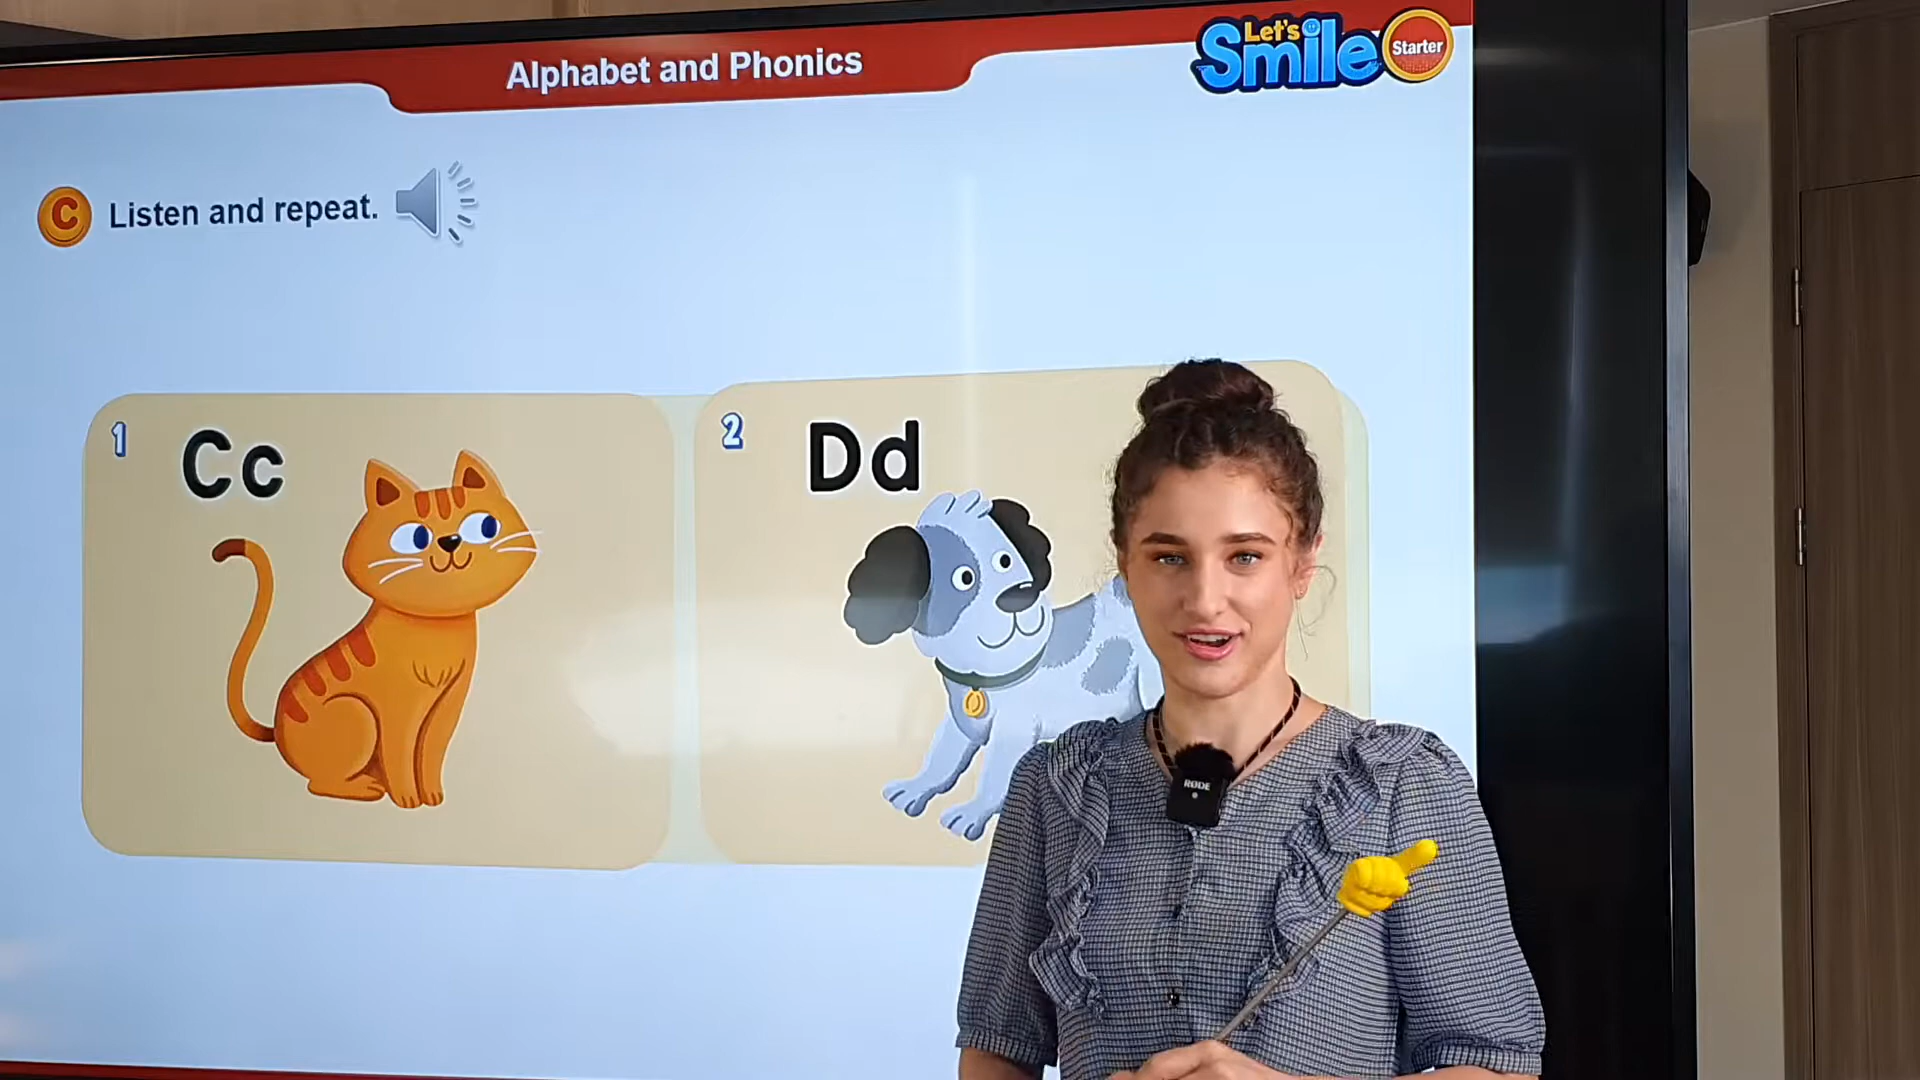 Alphabet and Phonics
Let's
Smile
Starter
C Listen and repeat.
1
Cc
2
Dd
RØDE